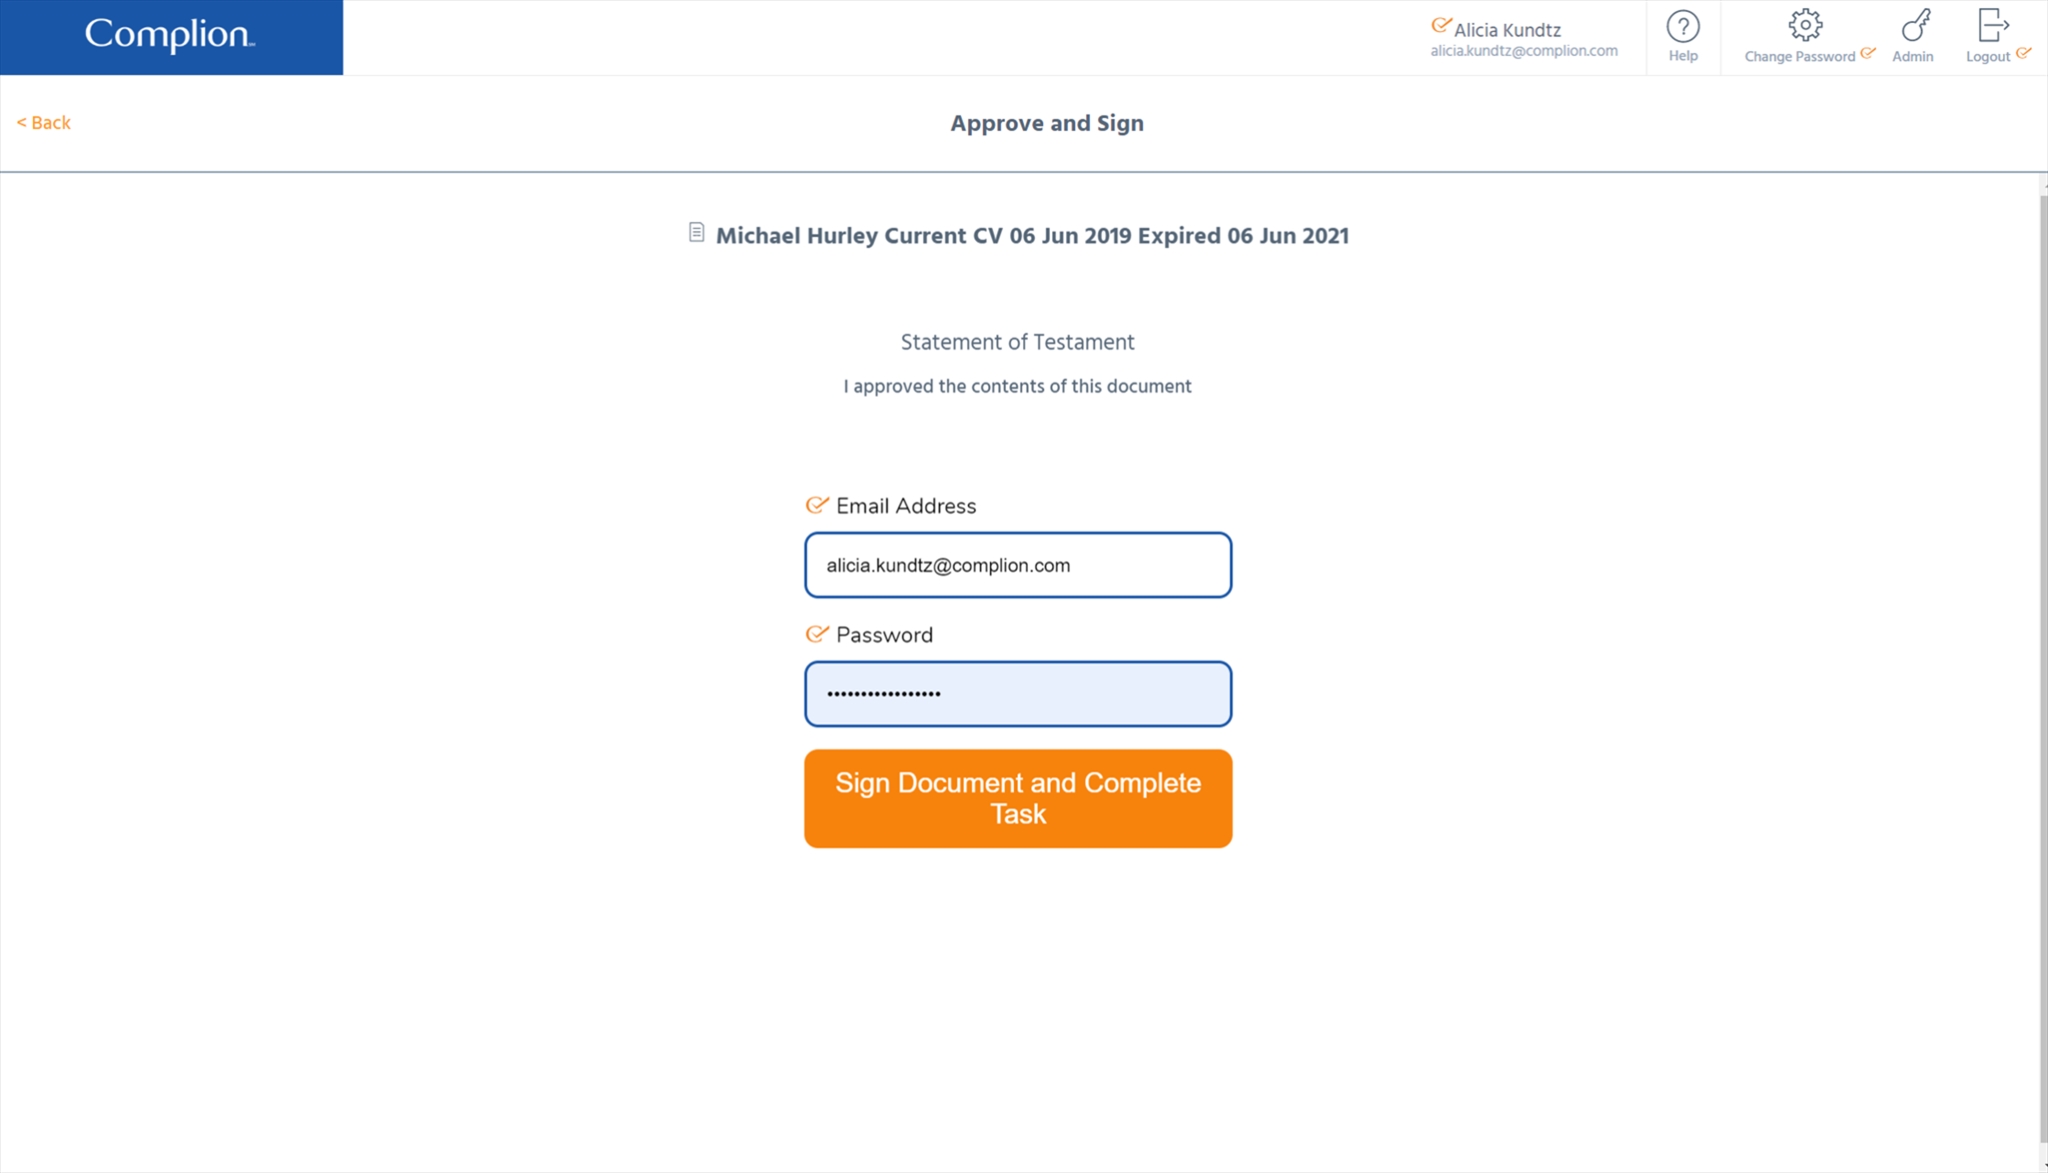 Complion
Alicia Kundtz
alicia.kundtz@complion.com
Help
Change Password
Admin
Logout
< Back
Approve and Sign
Michael Hurley Current CV 06 Jun 2019 Expired 06 Jun 2021
Statement of Testament
I approved the contents of this document
Email Address
alicia.kundtz@complion.com
Password
•••••••••••••••••
Sign Document and Complete
Task